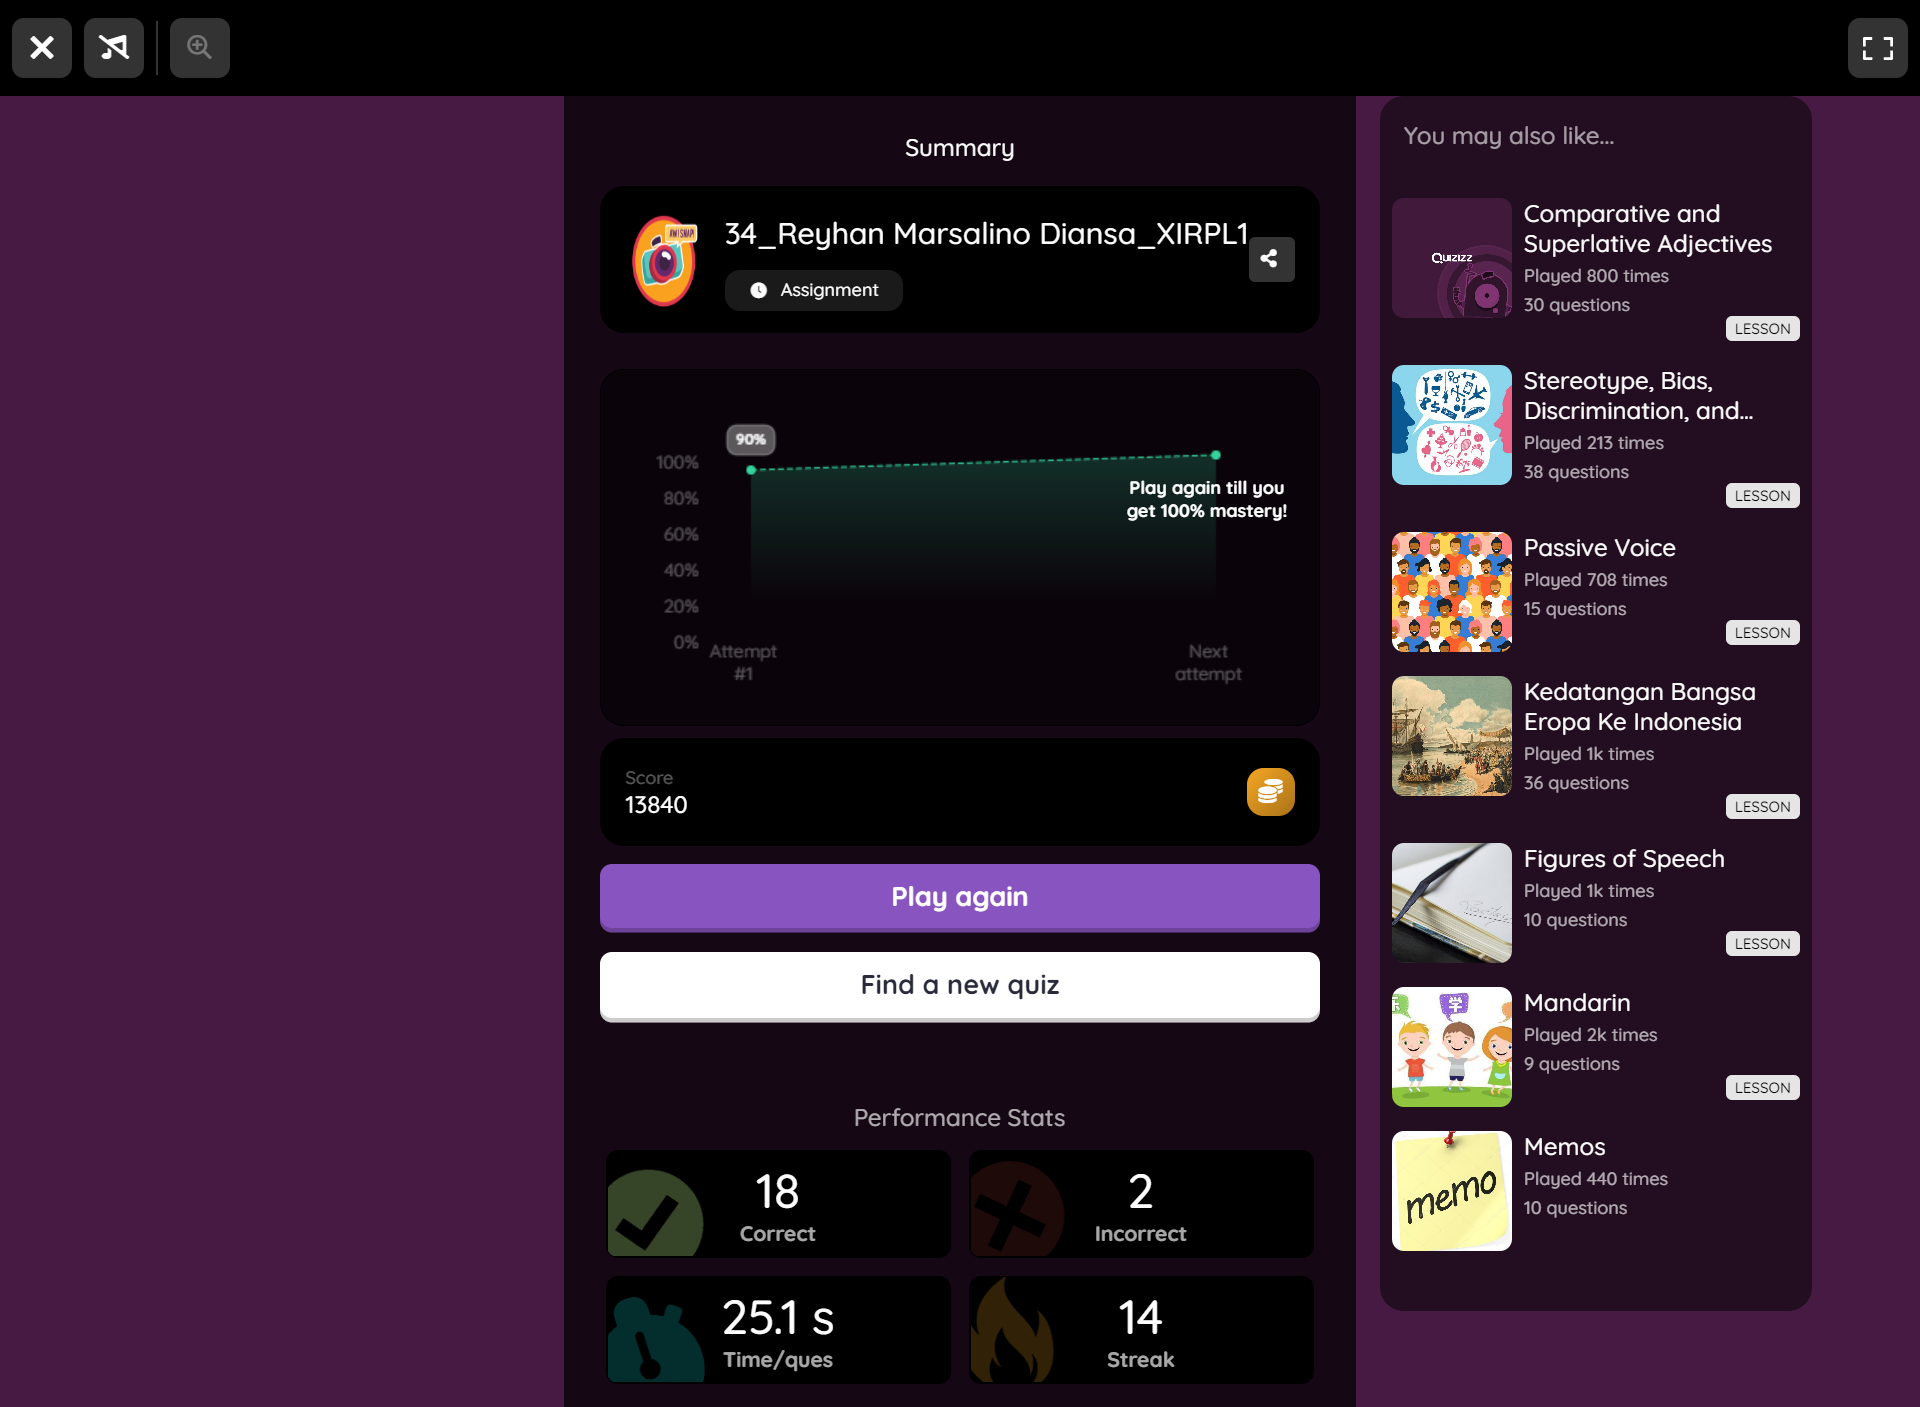 Summary
#WISNAP!
34_Reyhan Marsalino Diansa_XIRPL1
Assignment
90%
100%
80%
60%
40%
20%
0%
Play again till you
get 100% mastery!
Attempt
#1
Next
attempt
Score
13840
Play again
Find a new quiz
Performance Stats
18
Correct
2
Incorrect
25.1 s
Time/ques
14
Streak
You may also like...
Quizizz
Comparative and
Superlative Adjectives
Played 800 times
30 questions
LESSON
Stereotype, Bias,
Discrimination, and...
Played 213 times
38 questions
LESSON
Passive Voice
Played 708 times
15 questions
LESSON
Kedatangan Bangsa
Eropa Ke Indonesia
Played 1k times
36 questions
LESSON
Figures of Speech
Played 1k times
10 questions
LESSON
学
Mandarin
Played 2k times
9 questions
LESSON
memo
Memos
Played 440 times
10 questions